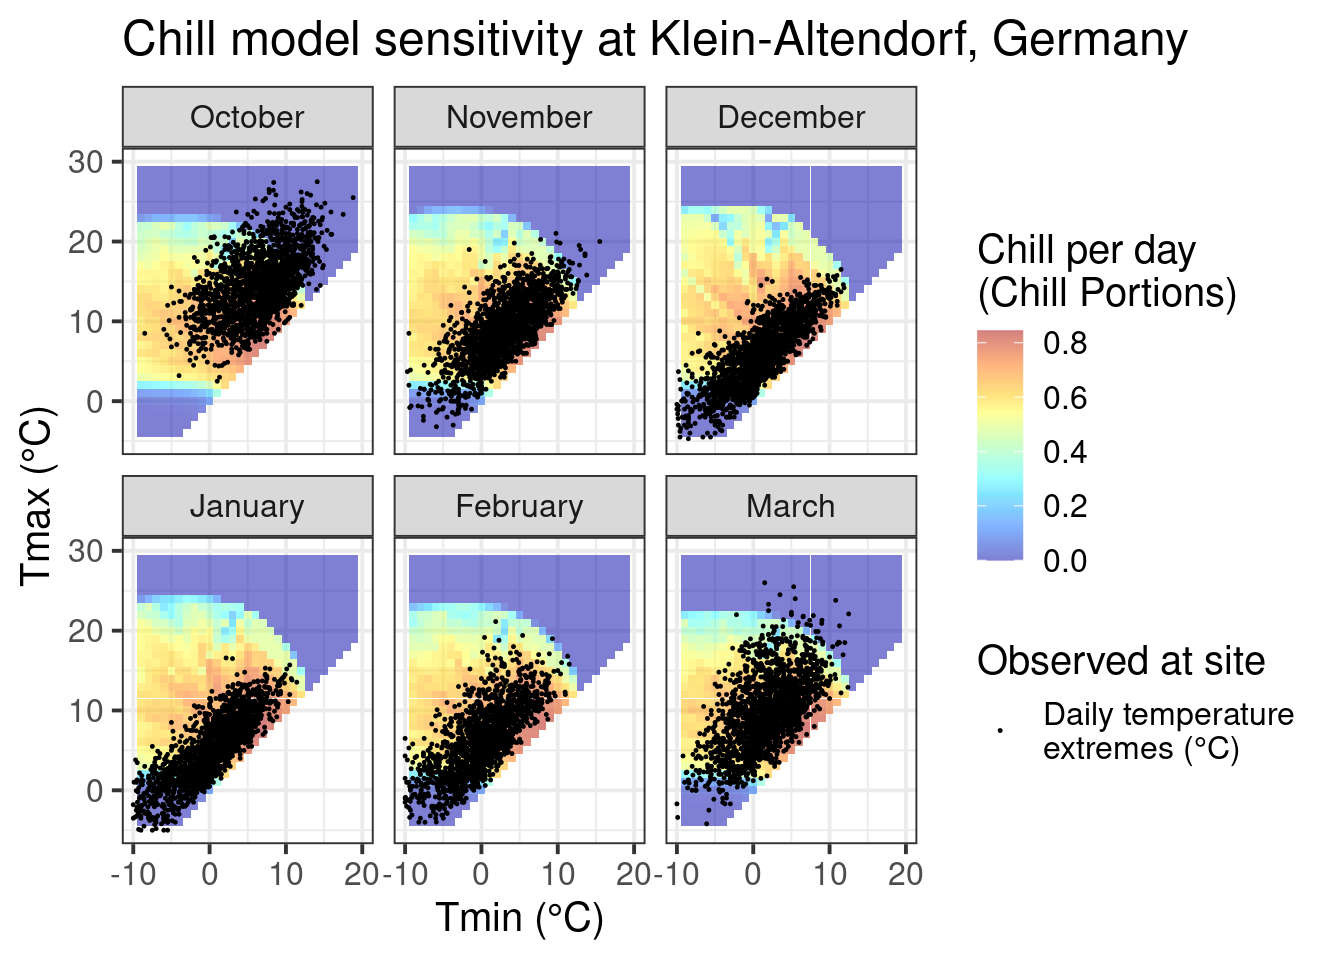 Chill model sensitivity at Klein-Altendorf, Germany
October
November
December
30
20
10
0
January
February
March
30
20
10
0
-10 0 10 20
-10 0 10 20
-10 0 10 20
Tmin (°C)
Tmax (°C)
Chill per day
(Chill Portions)
0.8
0.6
0.4
0.2
0.0
Observed at site
Daily temperature
extremes (°C)